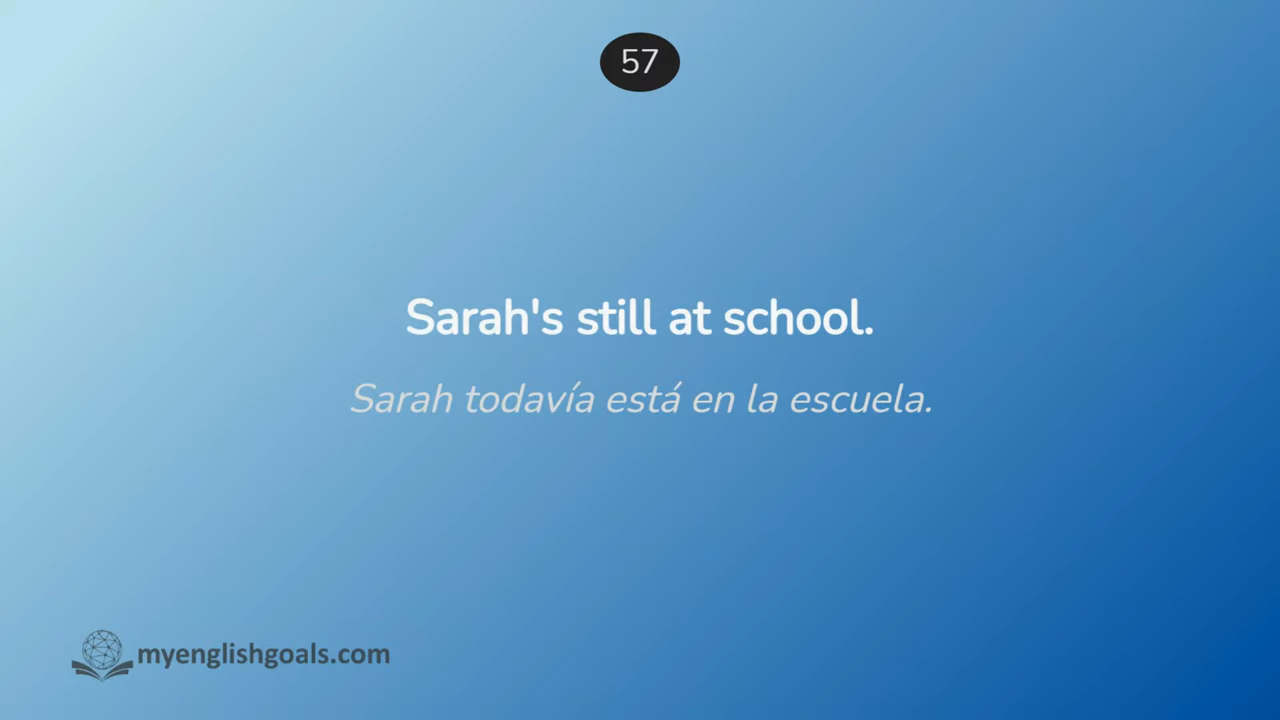 57
Sarah's still at school.
Sarah todavía está en la escuela.
myenglishgoals.com